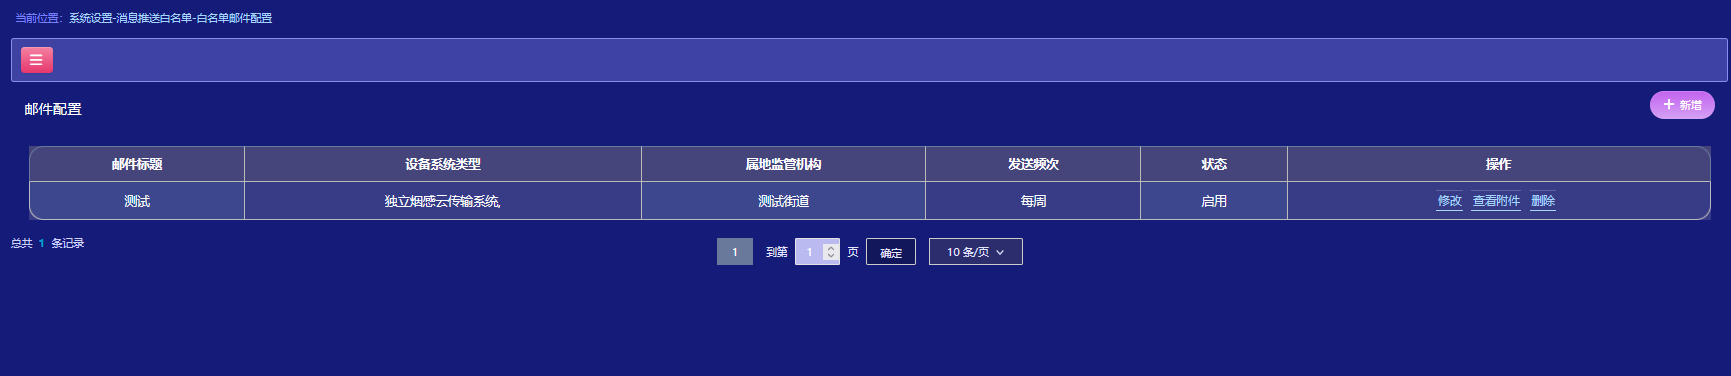 当前位置：系统设置-消息推送白名单-白名单邮件配置
邮件配置
+ 新增
邮件标题 设备系统类型 属地监管机构 发送频次 状态 操作
测试 独立烟感云传输系统, 测试街道 每周 启用 修改 查看附件 删除
总共 1 条记录 1 到第 1 页 确定 10 条/页